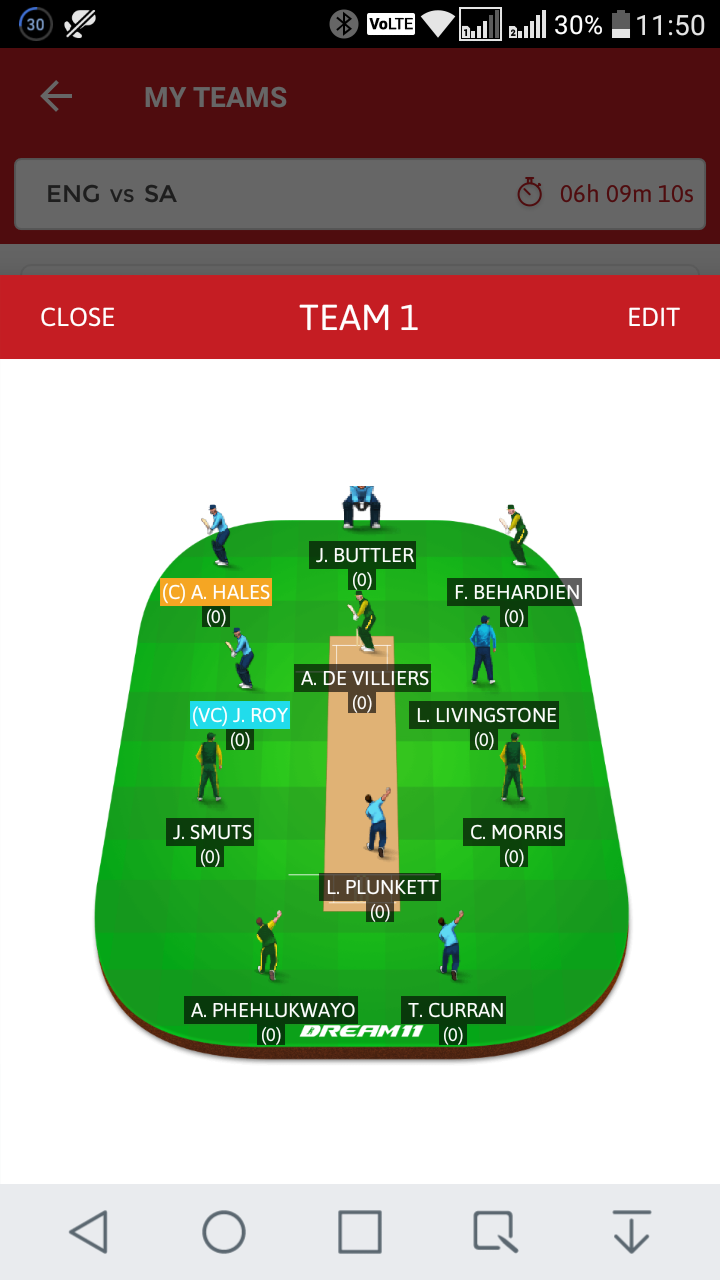 30 VoLTE 1 2 30% 11:50
MY TEAMS
ENG vs SA 06h 09m 10s
CLOSE TEAM 1 EDIT
J. BUTTLER
(0)
(C) A. HALES F. BEHARDIEN
(0) (0)
A. DE VILLIERS
(0)
(VC) J. ROY L. LIVINGSTONE
(0) (0)
J. SMUTS C. MORRIS
(0) (0)
L. PLUNKETT
(0)
A. PHEHLUKWAYO T. CURRAN
(0) DREAM11 (0)